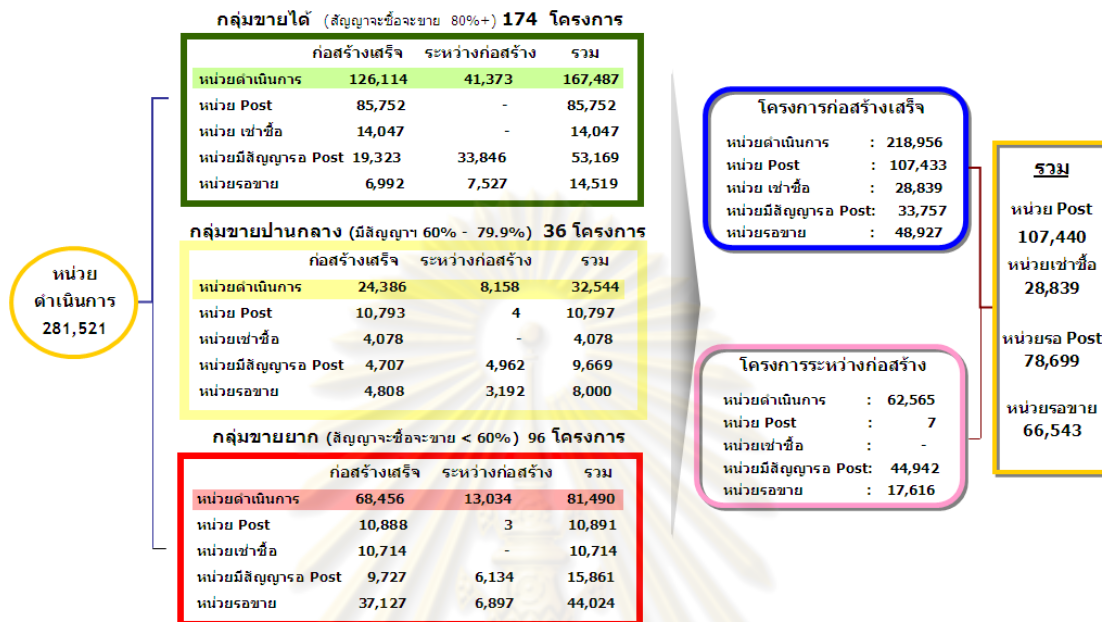 กลุ่มขายได้ (สัญญาจะซื้อจะขาย 80%+) 174 โครงการ
ก่อสร้างเสร็จ ระหว่างก่อสร้าง รวม
หน่วยดำเนินการ 126,114 41,373 167,487
หน่วย Post 85,752 - 85,752
หน่วย เช่าซื้อ 14,047 - 14,047
หน่วยมีสัญญารอ Post 19,323 33,846 53,169
หน่วยรอขาย 6,992 7,527 14,519
กลุ่มขายปานกลาง (มีสัญญาฯ 60% - 79.9%) 36 โครงการ
ก่อสร้างเสร็จ ระหว่างก่อสร้าง รวม
หน่วยดำเนินการ 24,386 8,158 32,544
หน่วย Post 10,793 4 10,797
หน่วยเช่าซื้อ 4,078 - 4,078
หน่วยมีสัญญารอ Post 4,707 4,962 9,669
หน่วยรอขาย 4,808 3,192 8,000
กลุ่มขายยาก (สัญญาจะซื้อจะขาย < 60%) 96 โครงการ
ก่อสร้างเสร็จ ระหว่างก่อสร้าง รวม
หน่วยดำเนินการ 68,456 13,034 81,490
หน่วย Post 10,888 3 10,891
หน่วยเช่าซื้อ 10,714 - 10,714
หน่วยมีสัญญารอ Post 9,727 6,134 15,861
หน่วยรอขาย 37,127 6,897 44,024
หน่วย
ดำเนินการ
281,521
โครงการก่อสร้างเสร็จ
หน่วยดำเนินการ : 218,956
หน่วย Post : 107,433
หน่วย เช่าซื้อ : 28,839
หน่วยมีสัญญารอ Post: 33,757
หน่วยรอขาย : 48,927
โครงการระหว่างก่อสร้าง
หน่วยดำเนินการ : 62,565
หน่วย Post : 7
หน่วยเช่าซื้อ : -
หน่วยมีสัญญารอ Post: 44,942
หน่วยรอขาย : 17,616
รวม
หน่วย Post
107,440
หน่วยเช่าซื้อ
28,839
หน่วยรอ Post
78,699
หน่วยรอขาย
66,543